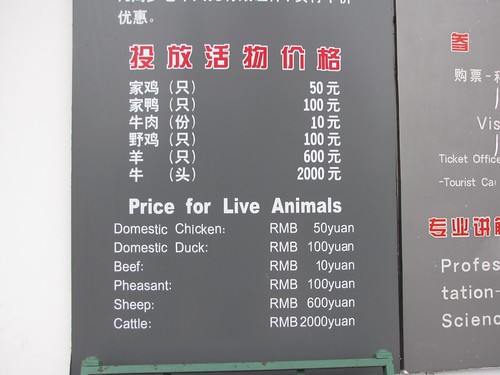 优惠。
投放活物价格
家鸡（只） 50元
家鸭（只） 100元
牛肉（份） 10元
野鸡（只） 100元
羊 （只） 600元
牛 （头） 2000元
Price for Live Animals
Domestic Chicken: RMB 50yuan
Domestic Duck: RMB 100yuan
Beef: RMB 10yuan
Pheasant: RMB 100yuan
Sheep: RMB 600yuan
Cattle: RMB 2000yuan
参
购票-
Vis
Ticket Office
-Tourist Ca
专业讲解
Profes
tation-
Scienc